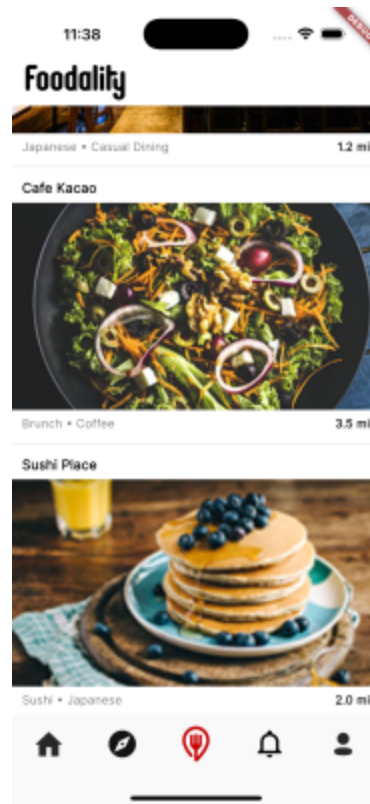 11:38
DEBUG
Foodality
Japanese • Casual Dining 1.2 mi
Cafe Kacao
Brunch • Coffee 3.5 mi
Sushi Place
Sushi • Japanese 2.0 mi